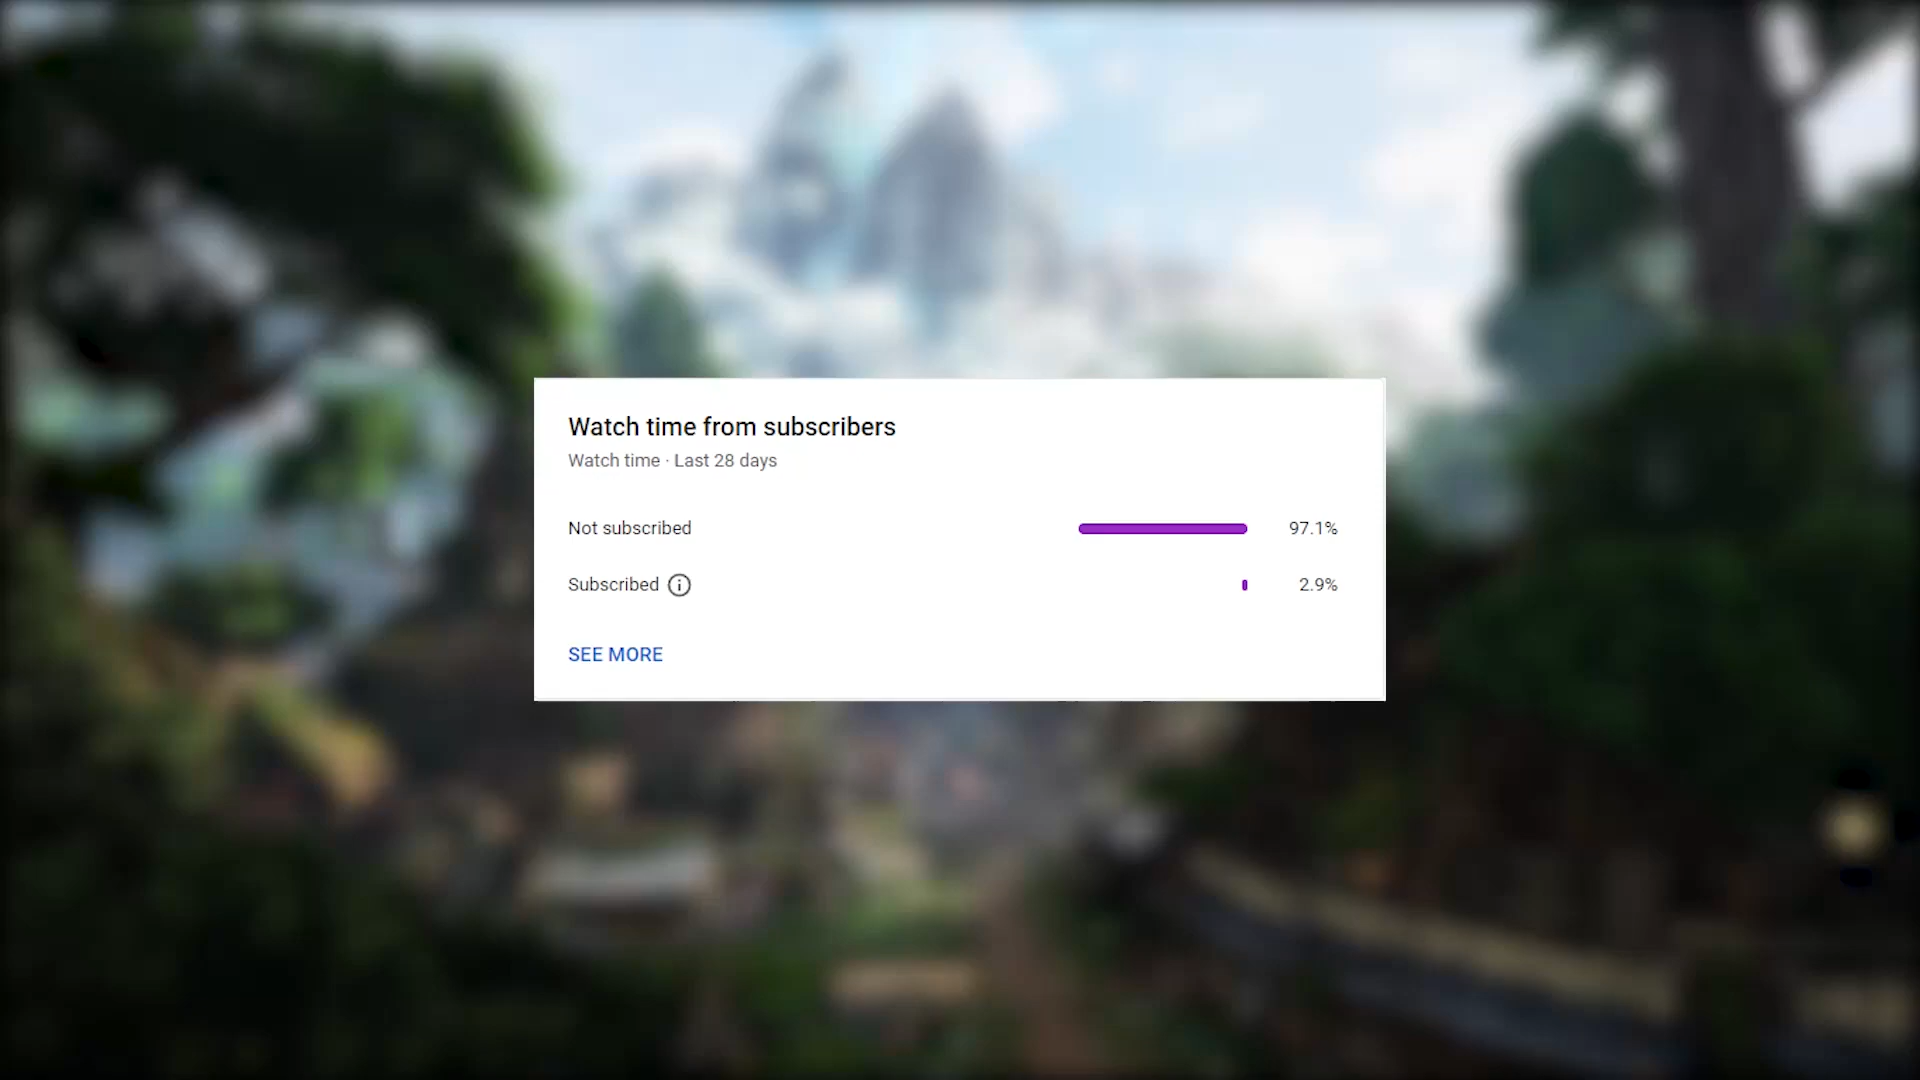 Watch time from subscribers
Watch time · Last 28 days
Not subscribed 97.1%
Subscribed 2.9%
SEE MORE